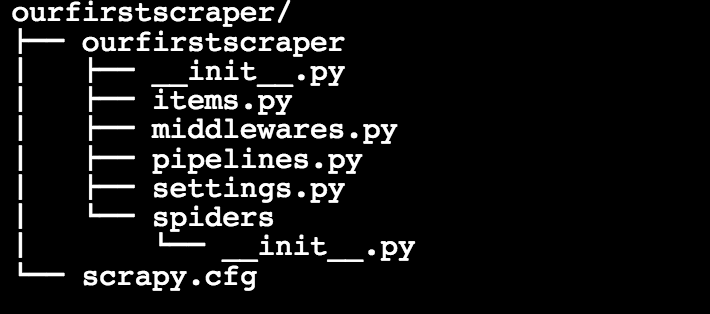 ourfirstscraper/
├── ourfirstscraper
│   ├── __init__.py
│   ├── items.py
│   ├── middlewares.py
│   ├── pipelines.py
│   ├── settings.py
│   └── spiders
│       └── __init__.py
└── scrapy.cfg